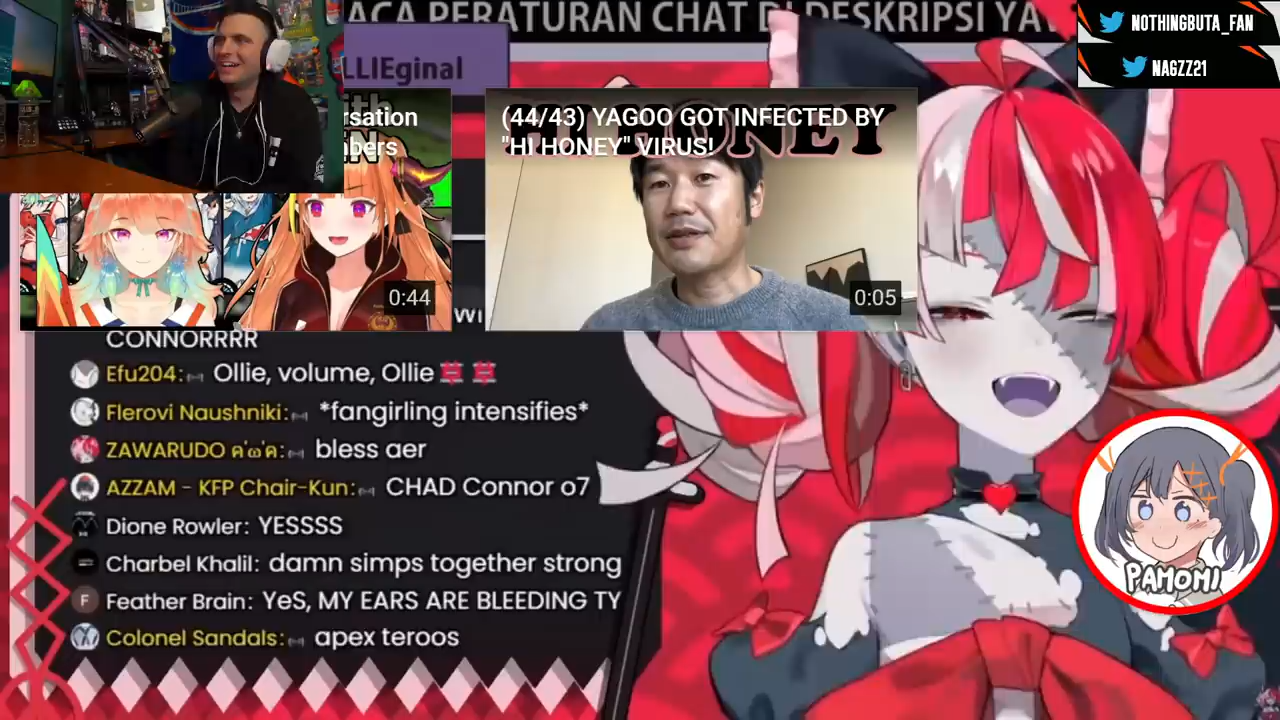 ACA PERATURAN CHAT DI DESKRIPSI YA
NOTHINGBUTA_FAN
NAGZZ21
LLIEginal
rsation
bers
(44/43) YAGOO GOT INFECTED BY
"HI HONEY" VIRUS!
HI HONEY
0:44
0:05
CONNORRRR
Efu204: Ollie, volume, Ollie
Flerovi Naushniki: *fangirling intensifies*
ZAWARUDO ค'ω'ค: bless aer
AZZAM - KFP Chair-Kun: CHAD Connor o7
Dione Rowler: YESSSS
Charbel Khalil: damn simps together strong
F Feather Brain: YeS, MY EARS ARE BLEEDING TY
Colonel Sandals: apex teroos
PAMOMI